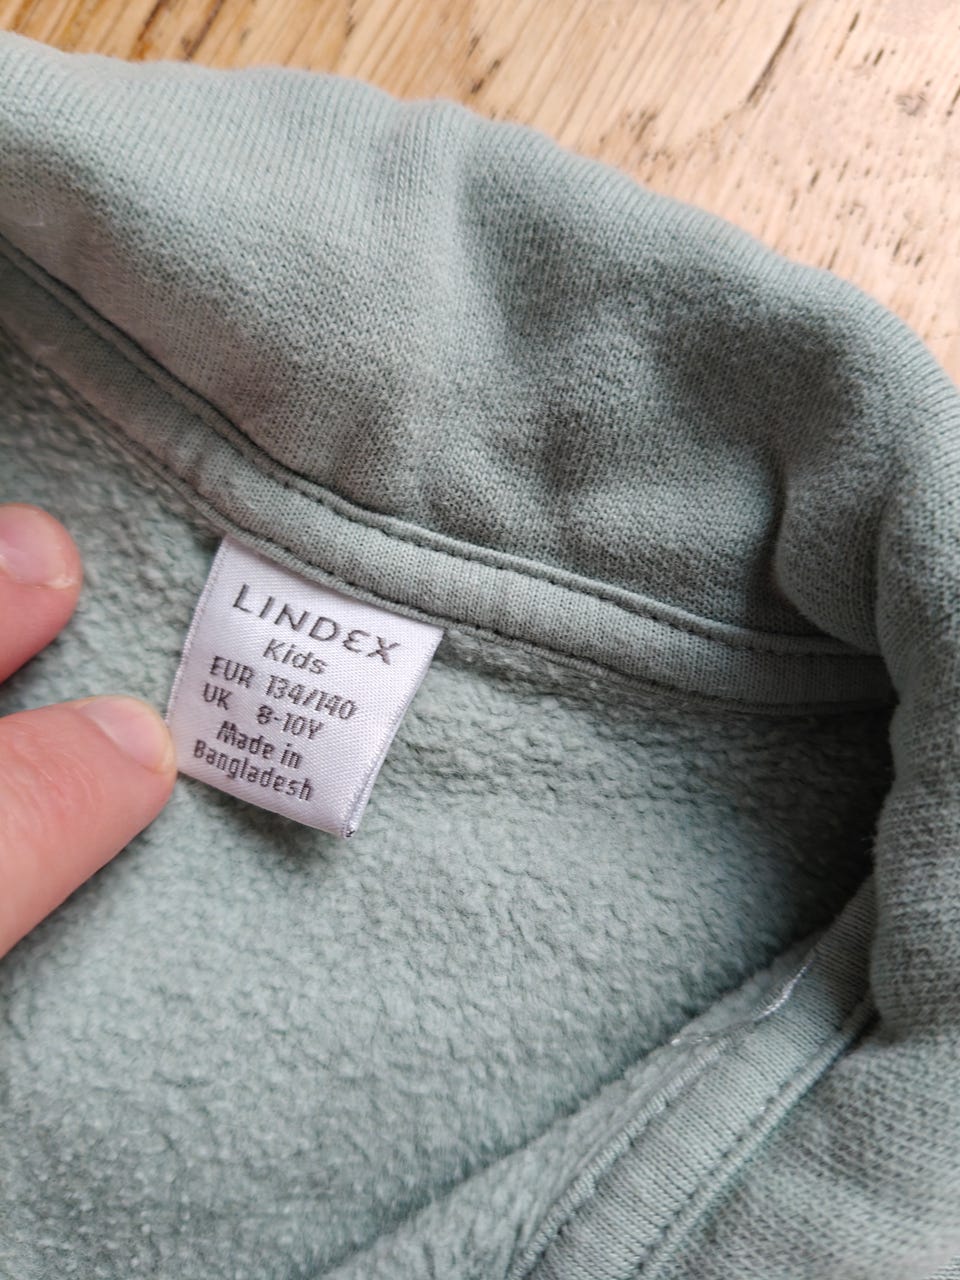 LINDEX
Kids
EUR 134/140
UK 8-10Y
Made in
Bangladesh